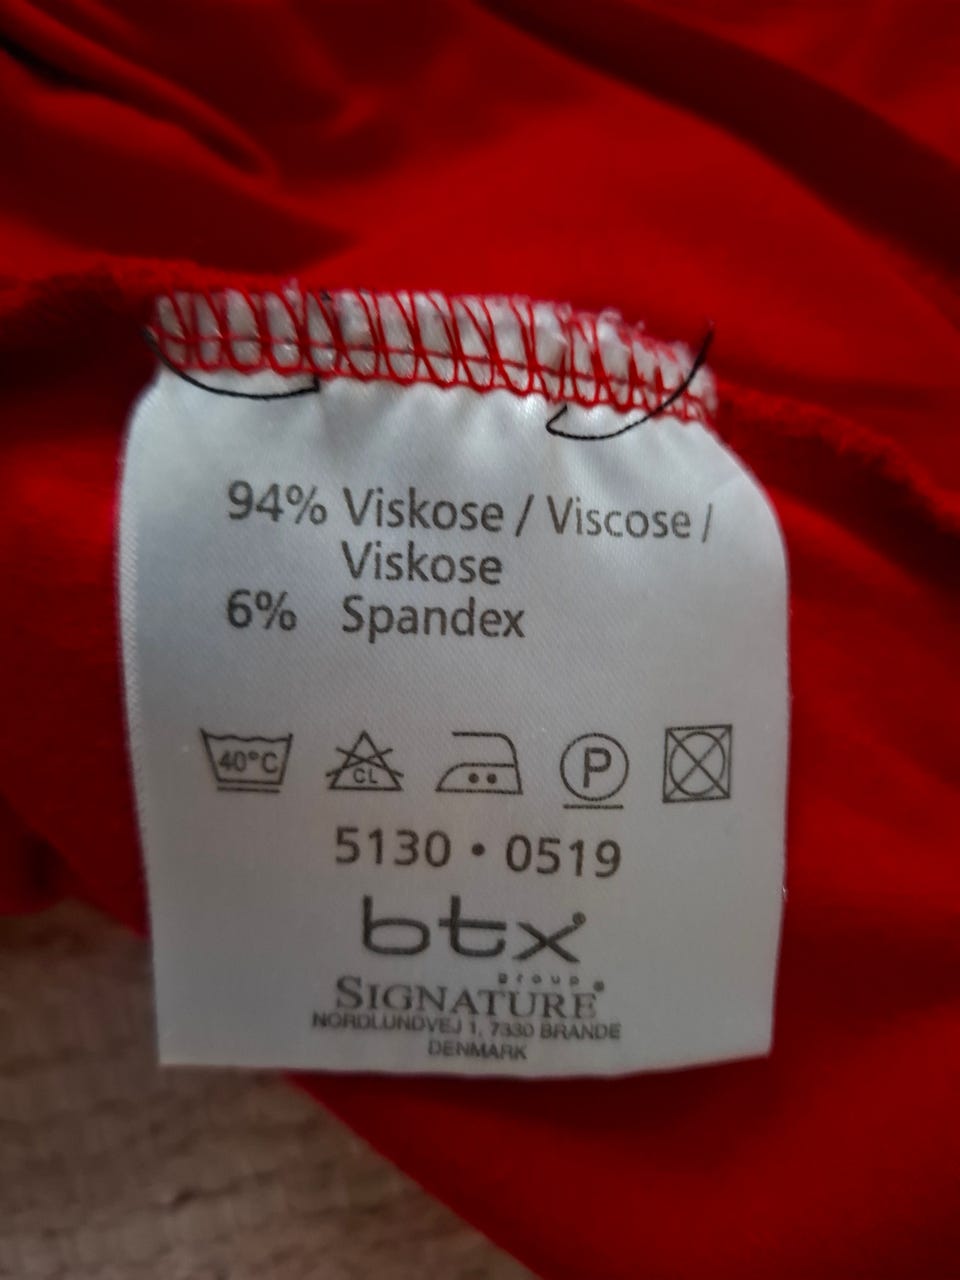 94% Viskose / Viscose /
Viskose
6% Spandex
40°C
CL
P
5130 • 0519
btx
group®
SIGNATURE®
NORDLUNDVEJ 1, 7330 BRANDE
DENMARK